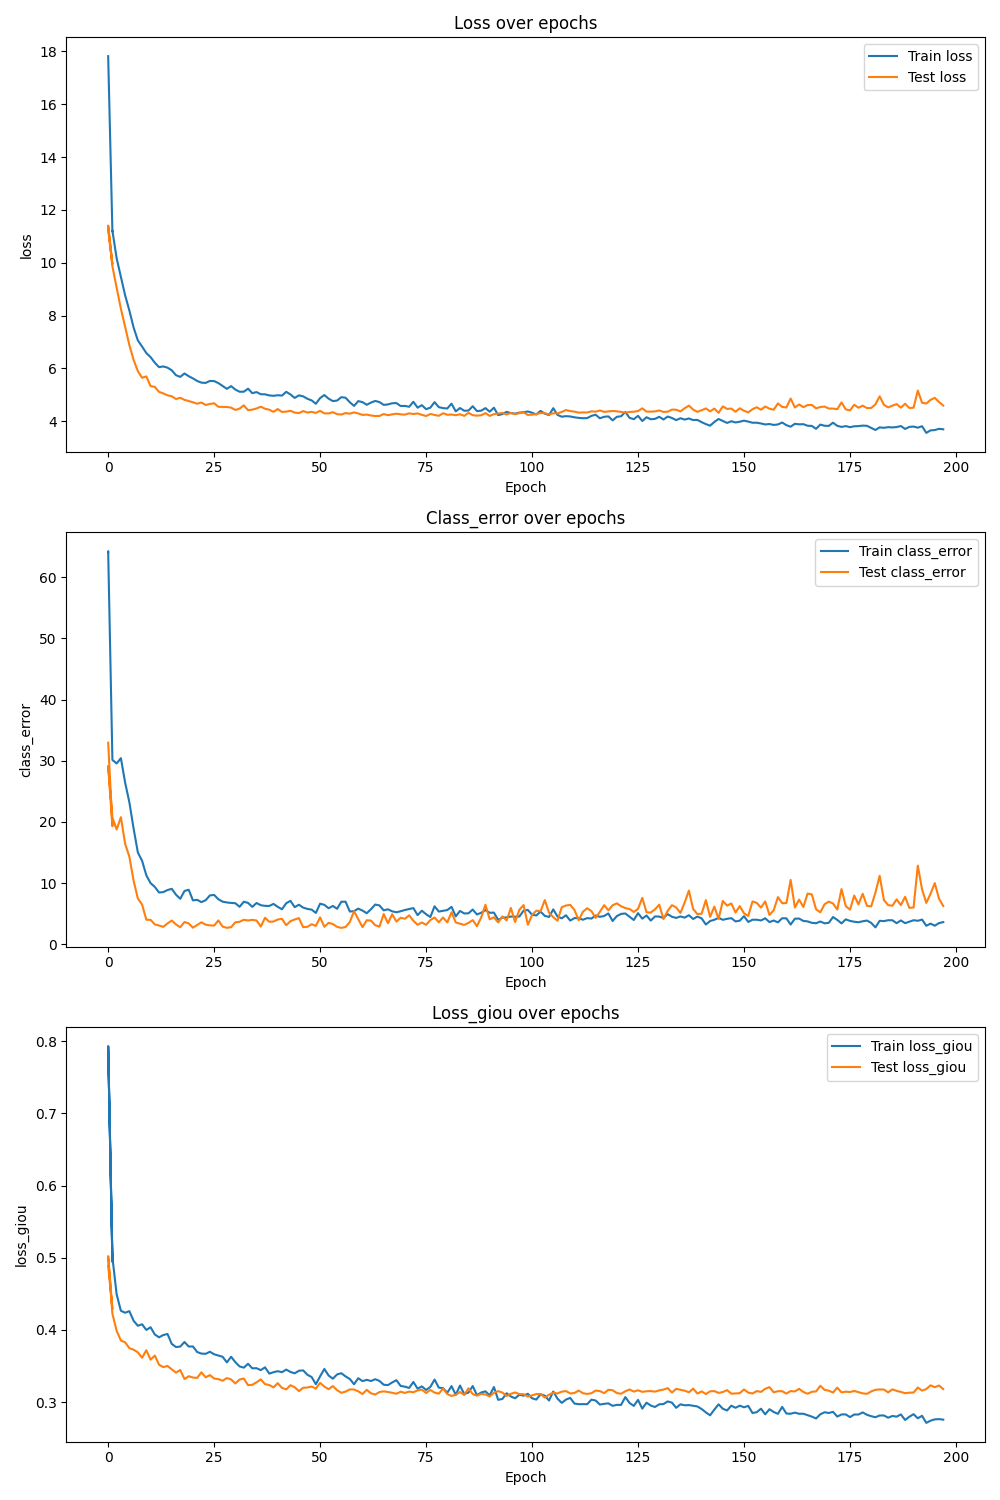 Loss over epochs
18
16
14
12
10
8
6
4
loss
Train loss
Test loss
0 25 50 75 100 125 150 175 200
Epoch
Class_error over epochs
60
50
40
30
20
10
0
class_error
Train class_error
Test class_error
0 25 50 75 100 125 150 175 200
Epoch
Loss_giou over epochs
0.8
0.7
0.6
0.5
0.4
0.3
loss_giou
Train loss_giou
Test loss_giou
0 25 50 75 100 125 150 175 200
Epoch